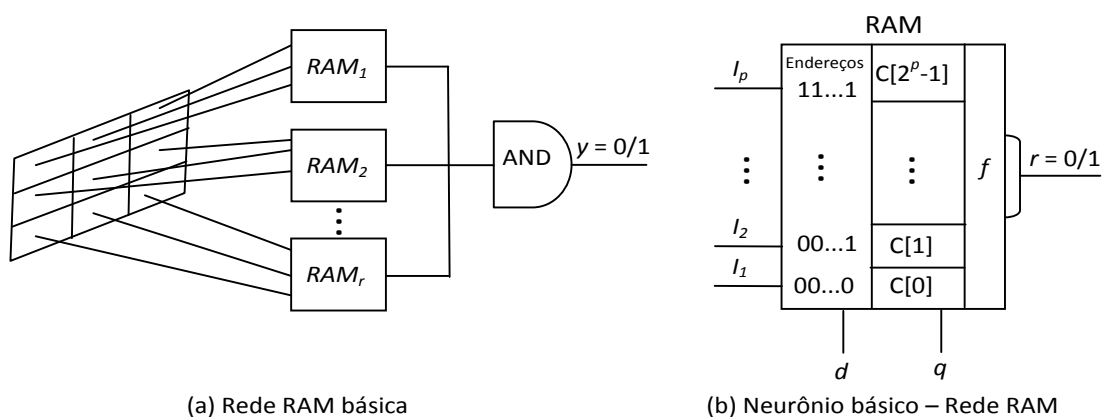 RAM₁
RAM₂
RAMᵣ
AND
y = 0/1
(a) Rede RAM básica
RAM
Endereços
Iₚ
11...1
C[2ᵖ-1]
f
r = 0/1
I₂
00...1
C[1]
I₁
00...0
C[0]
d
q
(b) Neurônio básico – Rede RAM